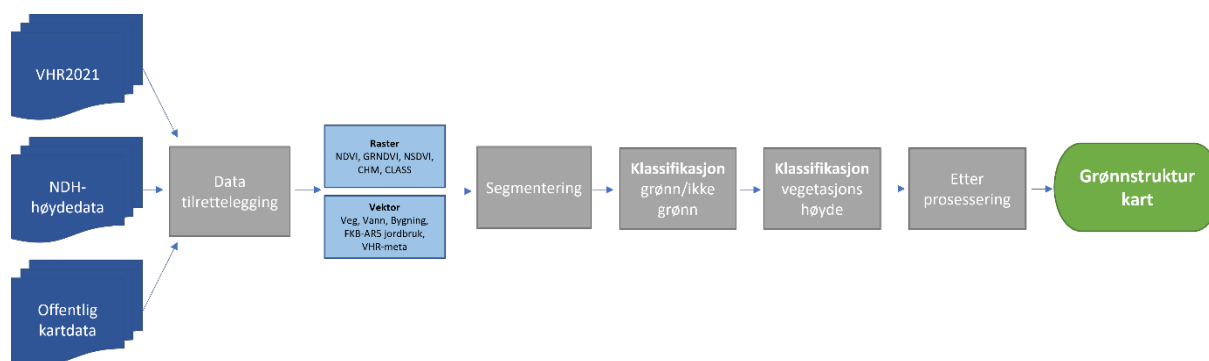 VHR2021
NDH-
høydedata
Offentlig
kartdata
Data
tilrettelegging
Raster
NDVI, GRNDVI, NSDVI,
CHM, CLASS
Vektor
Veg, Vann, Bygning,
FKB-AR5 jordbruk,
VHR-meta
Segmentering
Klassifikasjon
grønn/ikke
grønn
Klassifikasjon
vegetasjons
høyde
Etter
prosessering
Grønnstruktur
kart